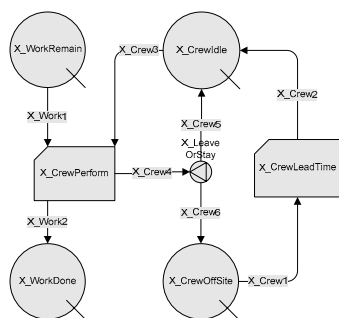 X_WorkRemain
X_Crew3
X_CrewIdle
X_Crew2
X_Work1
X_Crew5
X_Leave
OrStay
X_CrewPerform
X_Crew4
X_CrewLeadTime
X_Work2
X_Crew6
X_WorkDone
X_CrewOffSite
X_Crew1